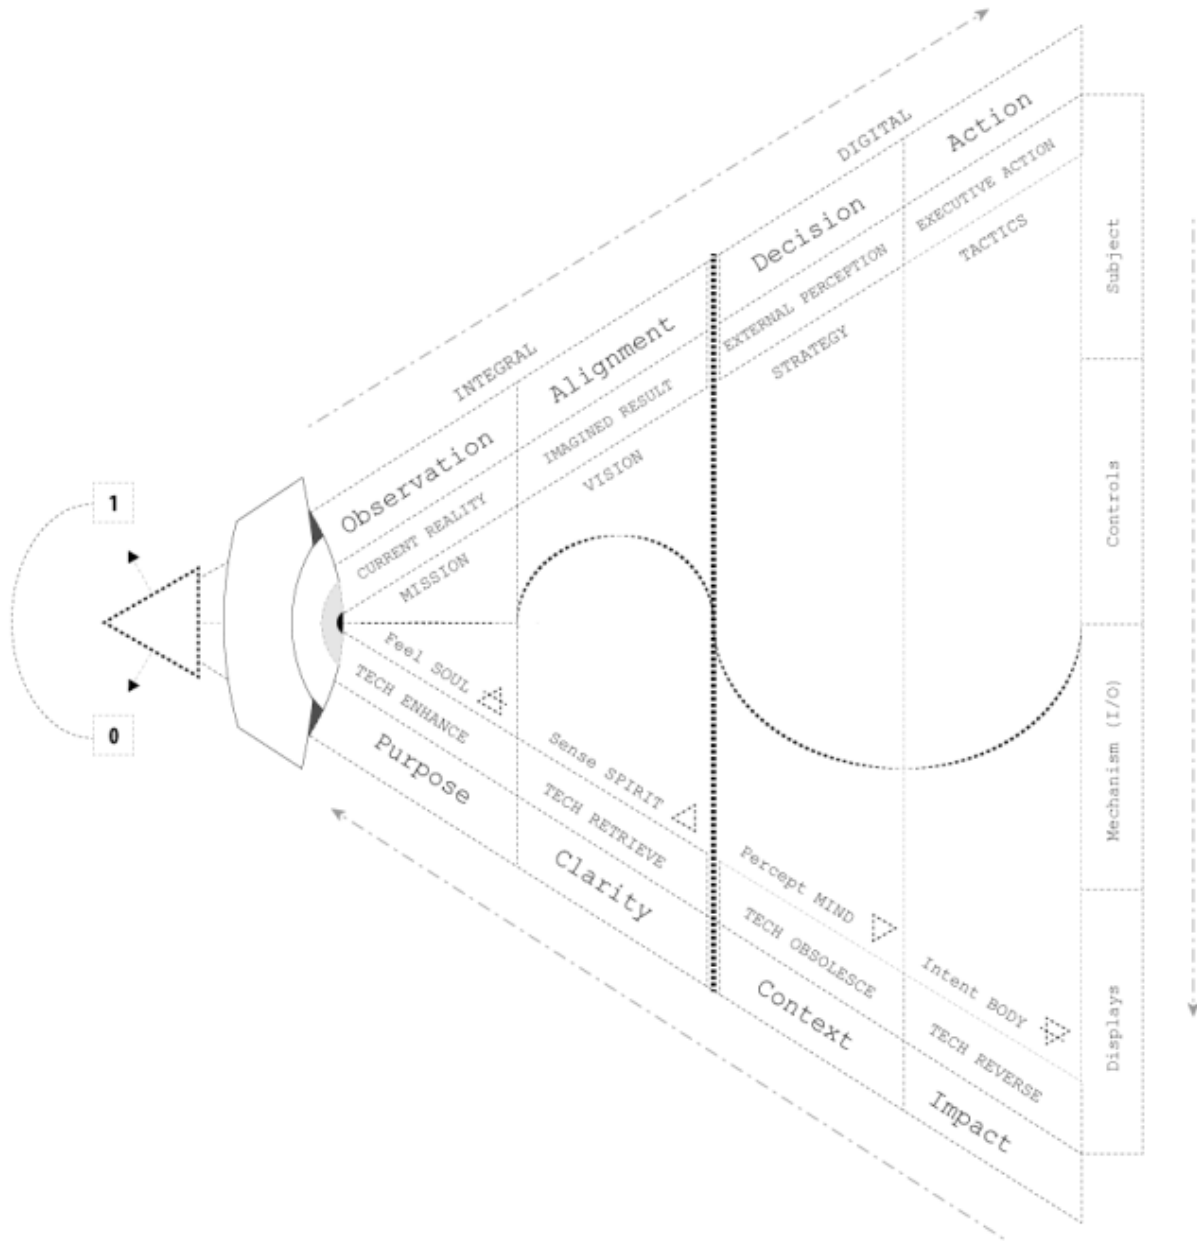 INTEGRAL
DIGITAL
Observation
Alignment
Decision
Action
CURRENT REALITY
IMAGINED RESULT
EXTERNAL PERCEPTION
EXECUTIVE ACTION
MISSION
VISION
STRATEGY
TACTICS
1
0
Feel SOUL
Sense SPIRIT
Percept MIND
Intent BODY
TECH ENHANCE
TECH RETRIEVE
TECH OBSOLESCE
TECH REVERSE
Purpose
Clarity
Context
Impact
Subject
Controls
Mechanism (I/O)
Displays